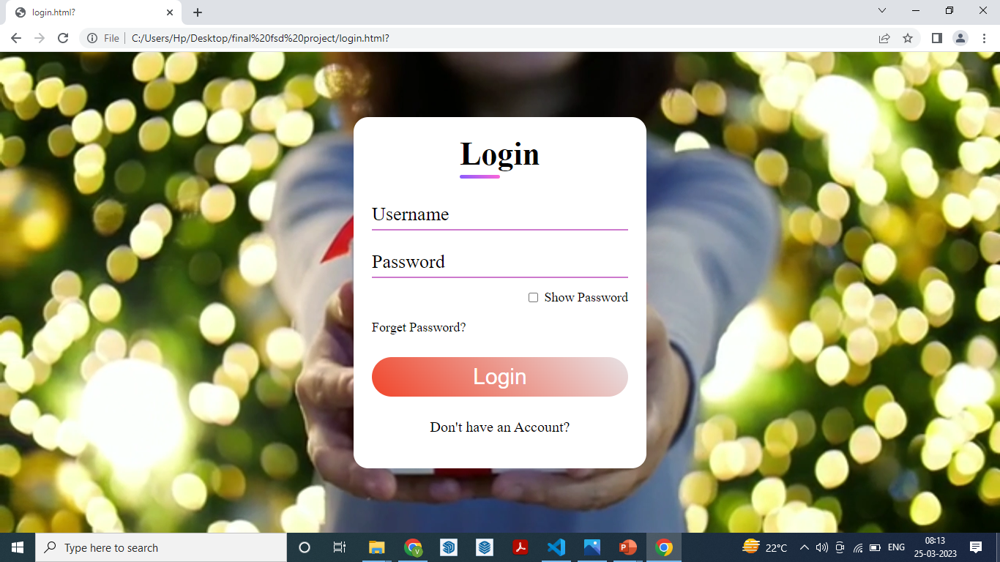 login.html?
File
C:/Users/Hp/Desktop/final%20fsd%20project/login.html?
Login
Username
Password
Show Password
Forget Password?
Login
Don't have an Account?
Type here to search
V
P
22°C
ENG
08:13
25-03-2023